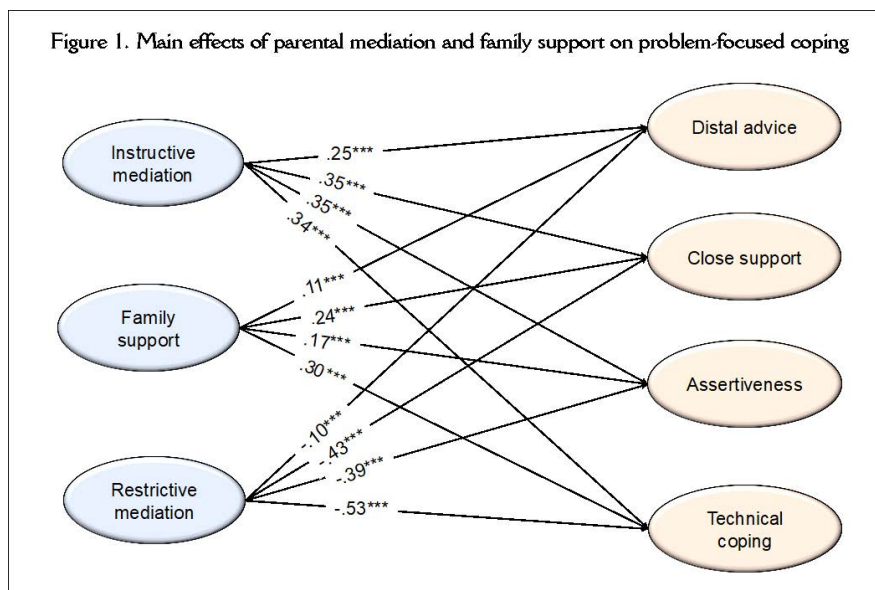 Figure 1. Main effects of parental mediation and family support on problem-focused coping
Instructive
mediation
Family
support
Restrictive
mediation
.25***
.35***
.35***
.34***
.11***
.24***
.17***
.30***
-.10***
-.43***
-.39***
-.53***
Distal advice
Close support
Assertiveness
Technical
coping